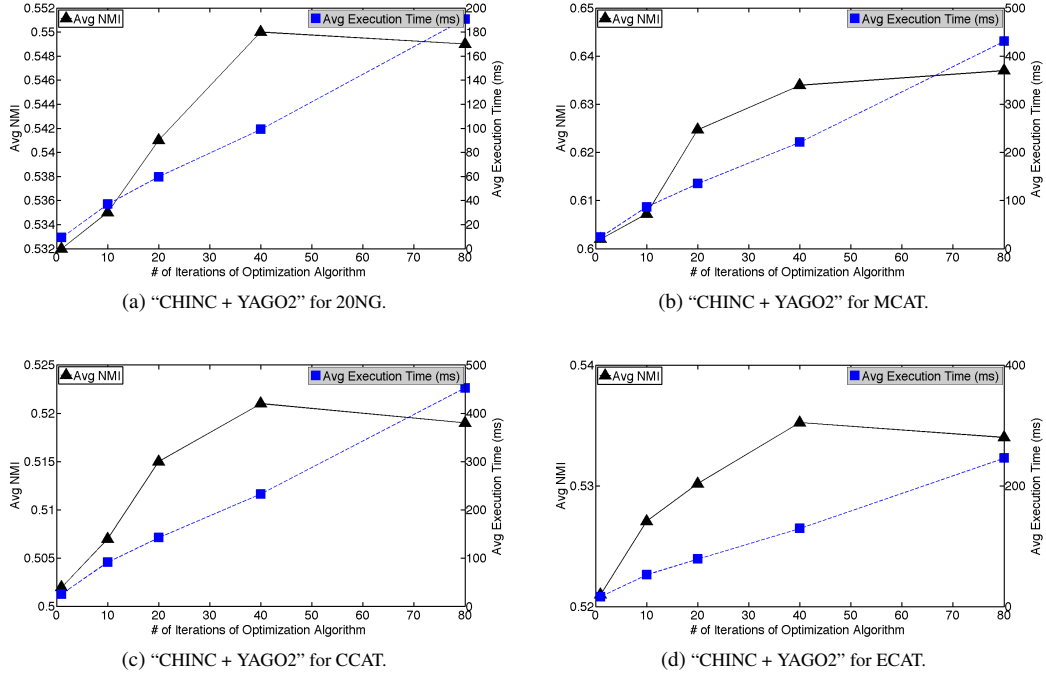 Avg NMI
Avg Execution Time (ms)
0.552
0.55
0.548
0.546
0.544
0.542
0.54
0.538
0.536
0.534
0.532
200
180
160
140
120
100
80
60
40
20
0
Avg NMI
Avg Execution Time (ms)
0 10 20 30 40 50 60 70 80
# of Iterations of Optimization Algorithm
(a) “CHINC + YAGO2” for 20NG.
Avg NMI
Avg Execution Time (ms)
0.65
0.64
0.63
0.62
0.61
0.6
500
400
300
200
100
0
Avg NMI
Avg Execution Time (ms)
0 10 20 30 40 50 60 70 80
# of Iterations of Optimization Algorithm
(b) “CHINC + YAGO2” for MCAT.
Avg NMI
Avg Execution Time (ms)
0.525
0.52
0.515
0.51
0.505
0.5
500
400
300
200
100
0
Avg NMI
Avg Execution Time (ms)
0 10 20 30 40 50 60 70 80
# of Iterations of Optimization Algorithm
(c) “CHINC + YAGO2” for CCAT.
Avg NMI
Avg Execution Time (ms)
0.54
0.53
0.52
400
200
0
Avg NMI
Avg Execution Time (ms)
0 10 20 30 40 50 60 70 80
# of Iterations of Optimization Algorithm
(d) “CHINC + YAGO2” for ECAT.